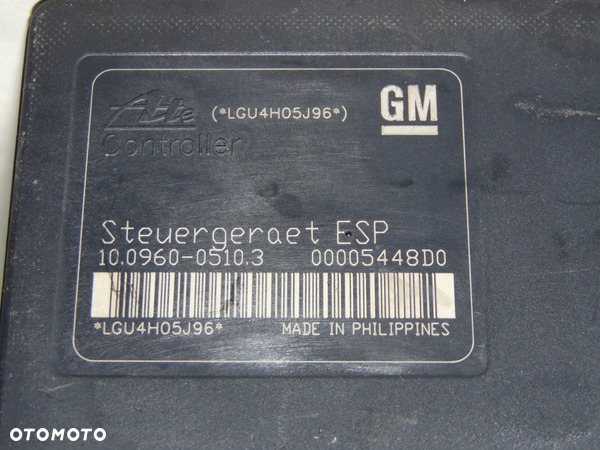 Ate
(*LGU4H05J96*)
GM
Controller
Steuergeraet ESP
10.0960-0510.3 00005448D0
*LGU4H05J96* MADE IN PHILIPPINES
OTOMOTO